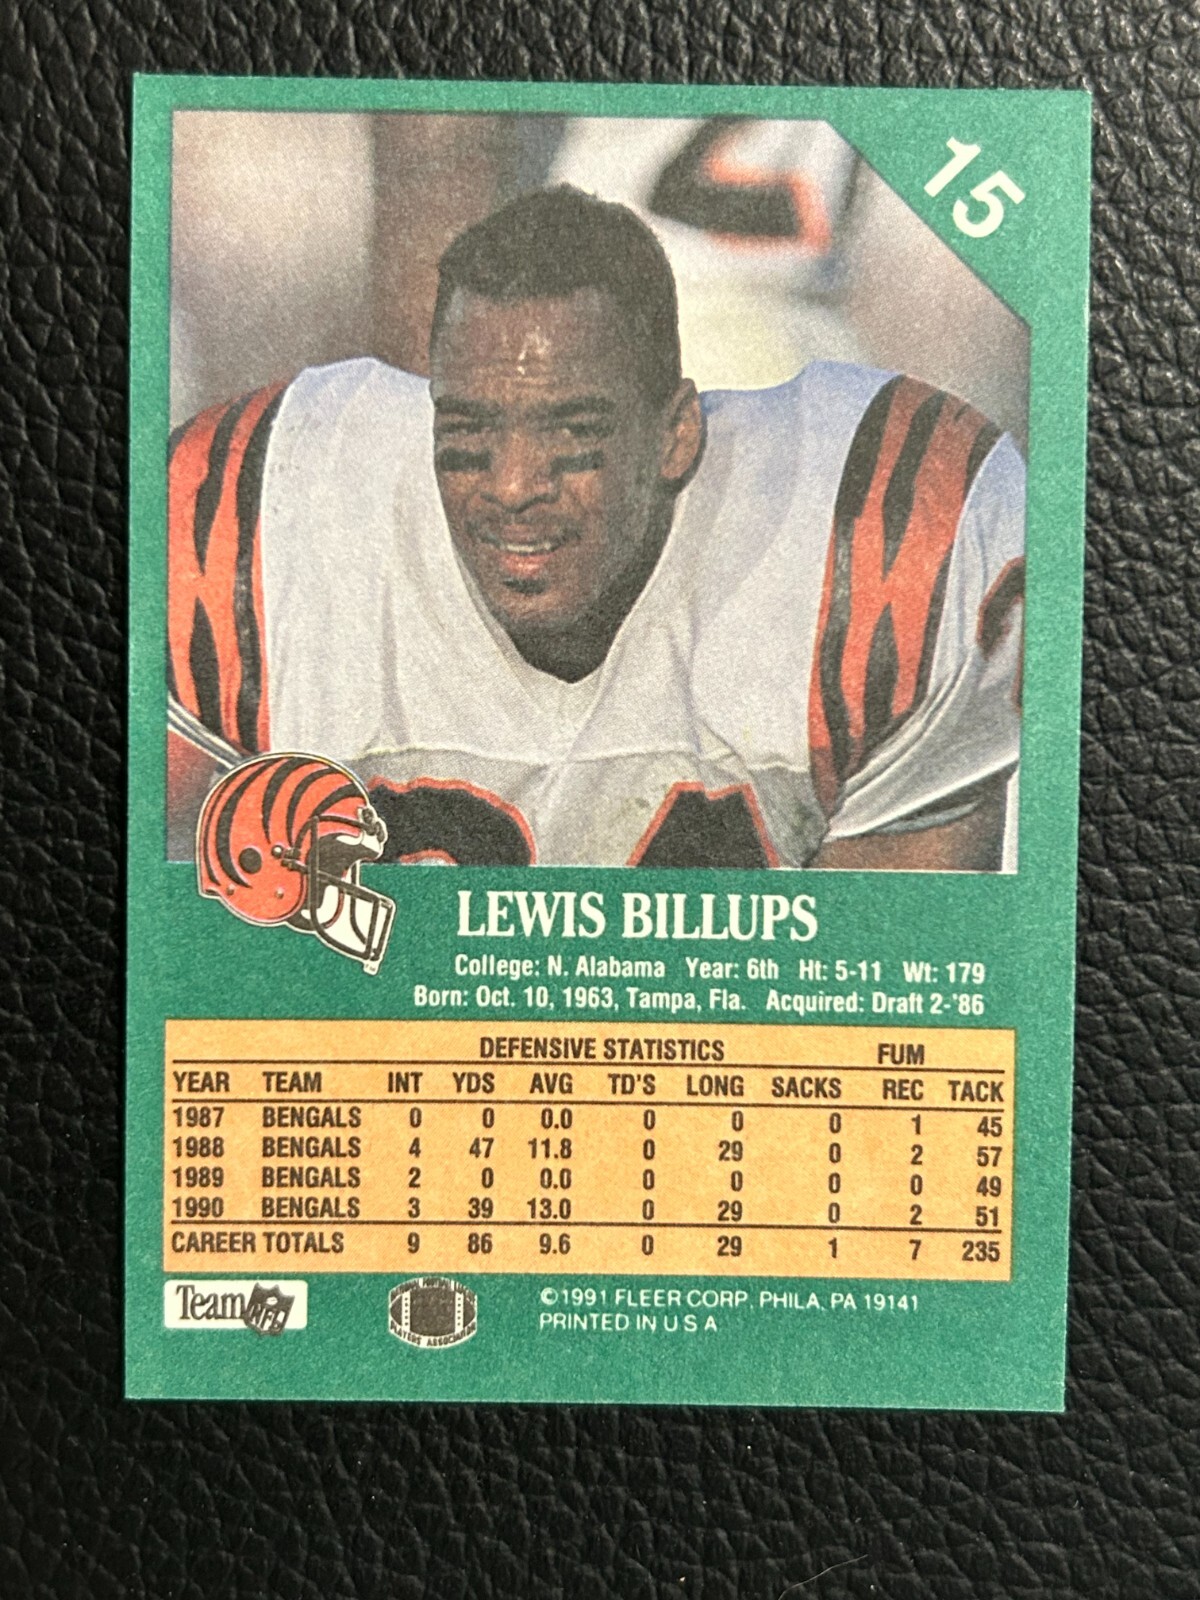 15
LEWIS BILLUPS
College: N. Alabama Year: 6th Ht: 5-11 Wt: 179
Born: Oct. 10, 1963, Tampa, Fla. Acquired: Draft 2-'86
DEFENSIVE STATISTICS FUM
YEAR TEAM INT YDS AVG TD'S LONG SACKS REC TACK
1987 BENGALS 0 0 0.0 0 0 0 1 45
1988 BENGALS 4 47 11.8 0 29 0 2 57
1989 BENGALS 2 0 0.0 0 0 0 0 49
1990 BENGALS 3 39 13.0 0 29 0 2 51
CAREER TOTALS 9 86 9.6 0 29 1 7 235
Team NFL
NATIONAL FOOTBALL LEAGUE
PLAYERS ASSOCIATION
©1991 FLEER CORP. PHILA, PA 19141
PRINTED IN U S A